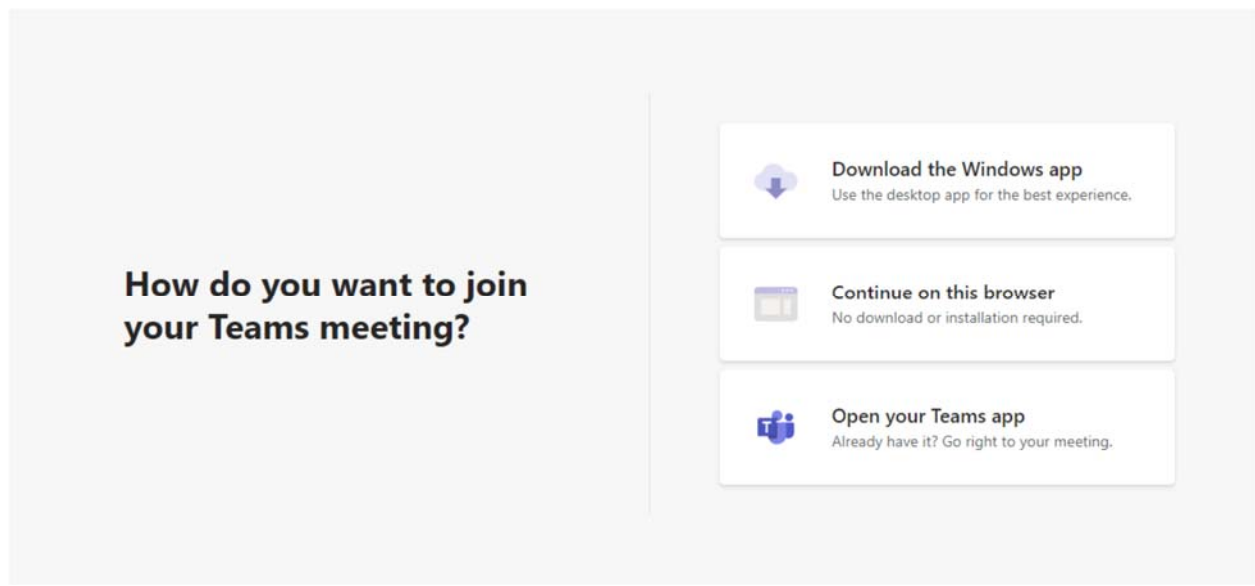 How do you want to join
your Teams meeting?
Download the Windows app
Use the desktop app for the best experience.
Continue on this browser
No download or installation required.
T
Open your Teams app
Already have it? Go right to your meeting.